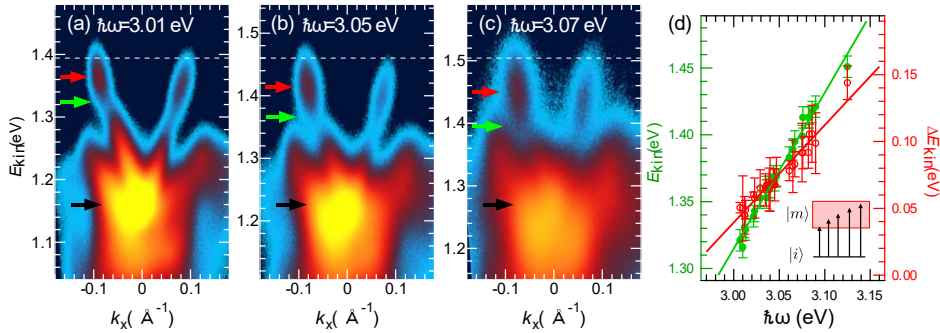 (a) ħω=3.01 eV
(b) ħω=3.05 eV
(c) ħω=3.07 eV
(d)
Ekin(eV)
1.4
1.3
1.2
1.1
1.5
1.4
1.3
1.2
1.5
1.4
1.3
1.2
-0.1 0 0.1
-0.1 0 0.1
-0.1 0 0.1
kx( Å⁻¹)
kx( Å⁻¹)
kx( Å⁻¹)
Ekin(eV)
1.45
1.40
1.35
1.30
ΔEkin(eV)
0.15
0.10
0.05
0.00
|m⟩
|i⟩
3.00 3.05 3.10 3.15
ħω (eV)